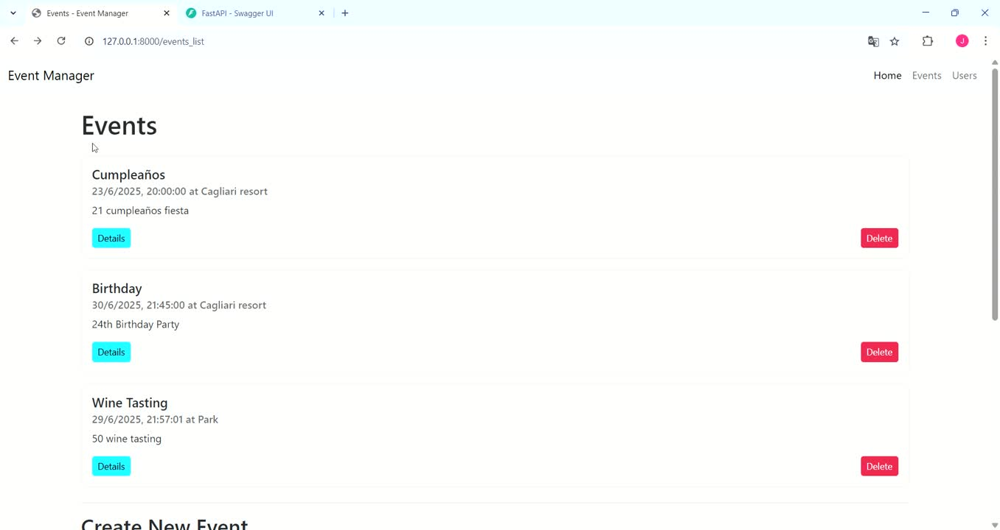 Events - Event Manager
FastAPI - Swagger UI
127.0.0.1:8000/events_list
J
Event Manager
Home Events Users
Events
Cumpleaños
23/6/2025, 20:00:00 at Cagliari resort
21 cumpleaños fiesta
Details Delete
Birthday
30/6/2025, 21:45:00 at Cagliari resort
24th Birthday Party
Details Delete
Wine Tasting
29/6/2025, 21:57:01 at Park
50 wine tasting
Details Delete
Create New Event